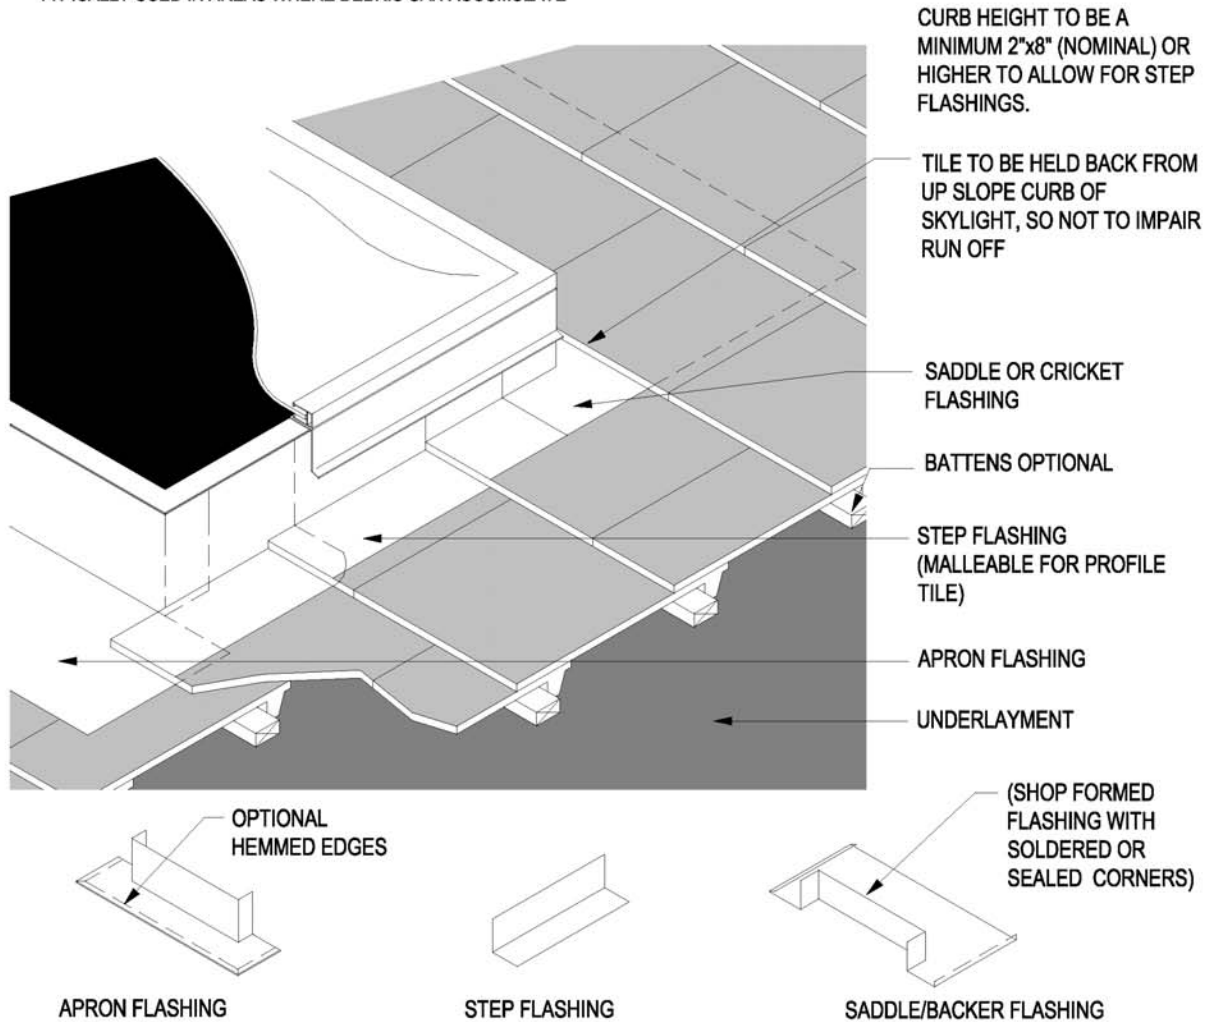 CURB HEIGHT TO BE A
MINIMUM 2"x8" (NOMINAL) OR
HIGHER TO ALLOW FOR STEP
FLASHINGS.
TILE TO BE HELD BACK FROM
UP SLOPE CURB OF
SKYLIGHT, SO NOT TO IMPAIR
RUN OFF
SADDLE OR CRICKET
FLASHING
BATTENS OPTIONAL
STEP FLASHING
(MALLEABLE FOR PROFILE
TILE)
APRON FLASHING
UNDERLAYMENT
OPTIONAL
HEMMED EDGES
(SHOP FORMED
FLASHING WITH
SOLDERED OR
SEALED CORNERS)
APRON FLASHING
STEP FLASHING
SADDLE/BACKER FLASHING